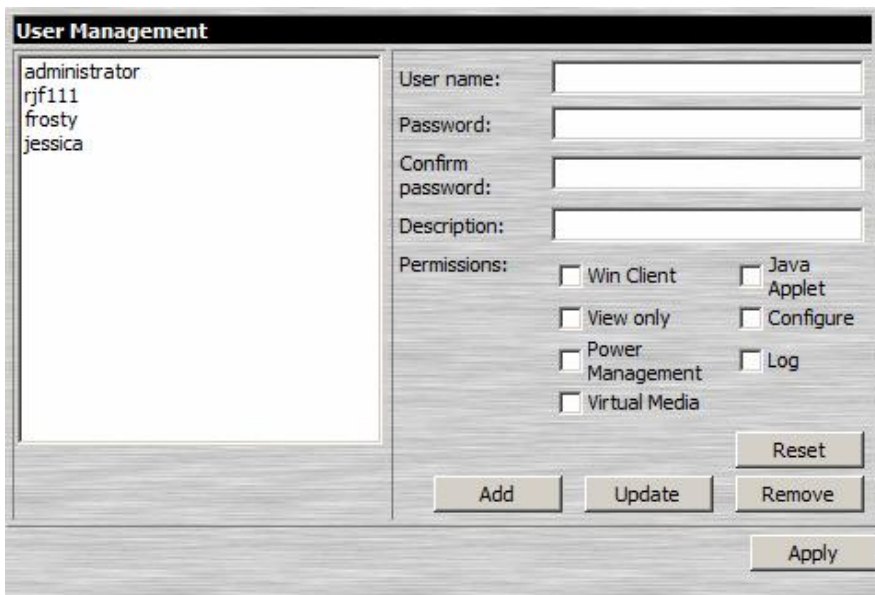 User Management
administrator
rjf111
frosty
jessica
User name:
Password:
Confirm
password:
Description:
Permissions:
Win Client
Java
Applet
View only
Configure
Power
Management
Log
Virtual Media
Reset
Add
Update
Remove
Apply